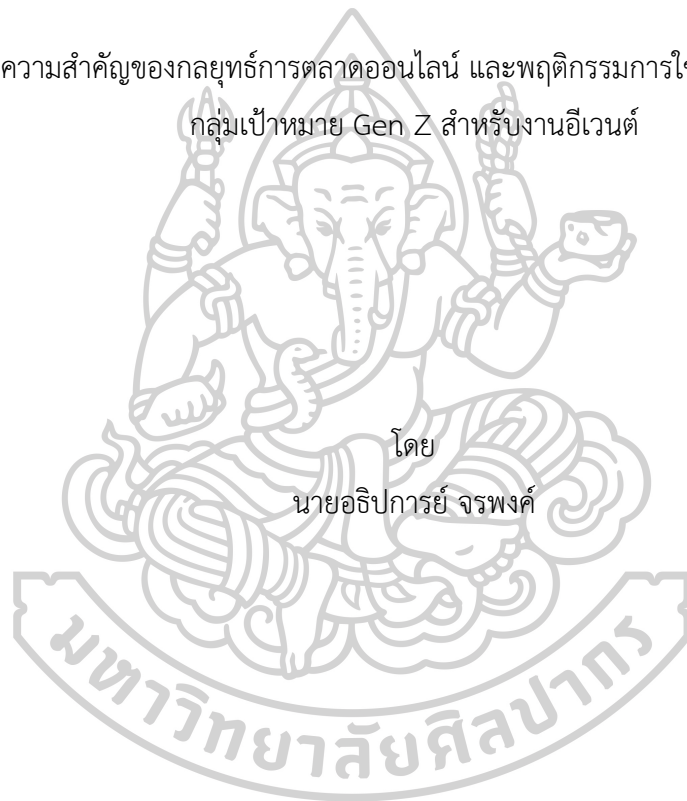 ความสำคัญของกลยุทธ์การตลาดออนไลน์ และพฤติกรรมการใช
กลุ่มเป้าหมาย Gen Z สำหรับงานอีเวนต์
โดย
นายอธิปการย์ จรพงค์
มหาวิทยาลัยศิลปากร